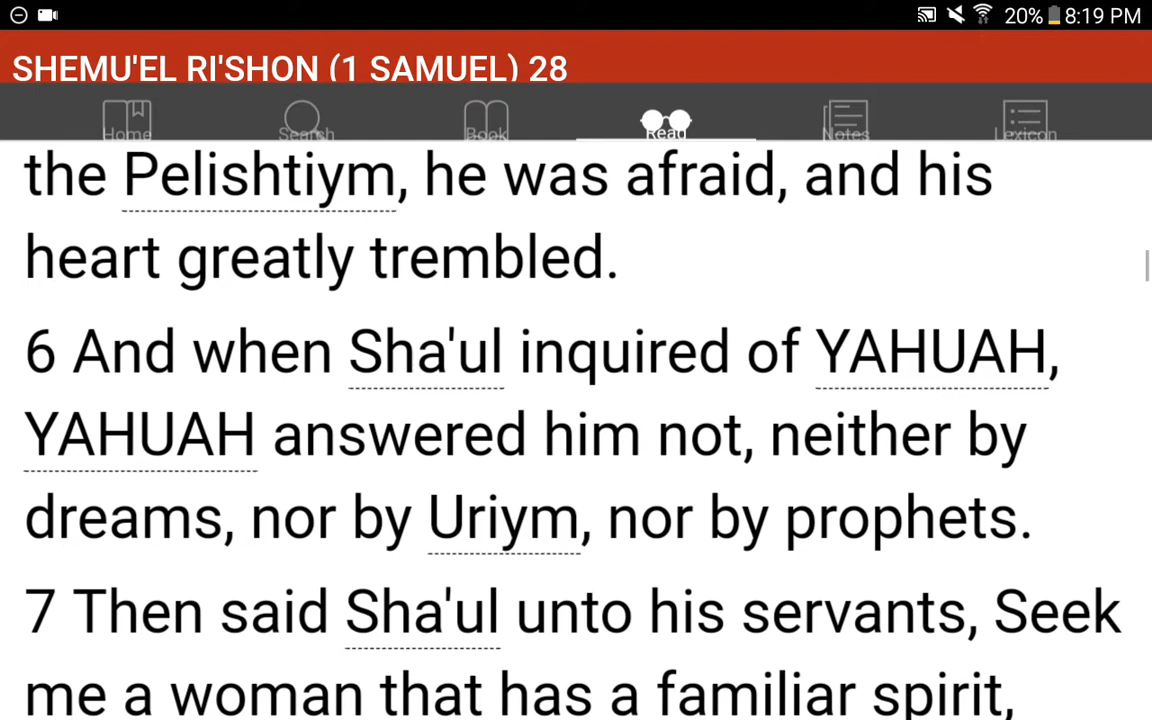 20% 8:19 PM
SHEMU'EL RI'SHON (1 SAMUEL) 28
Home Search Book Read Notes Lexicon
the Pelishtiym, he was afraid, and his
heart greatly trembled.
6 And when Sha'ul inquired of YAHUAH,
YAHUAH answered him not, neither by
dreams, nor by Uriym, nor by prophets.
7 Then said Sha'ul unto his servants, Seek
me a woman that has a familiar spirit,